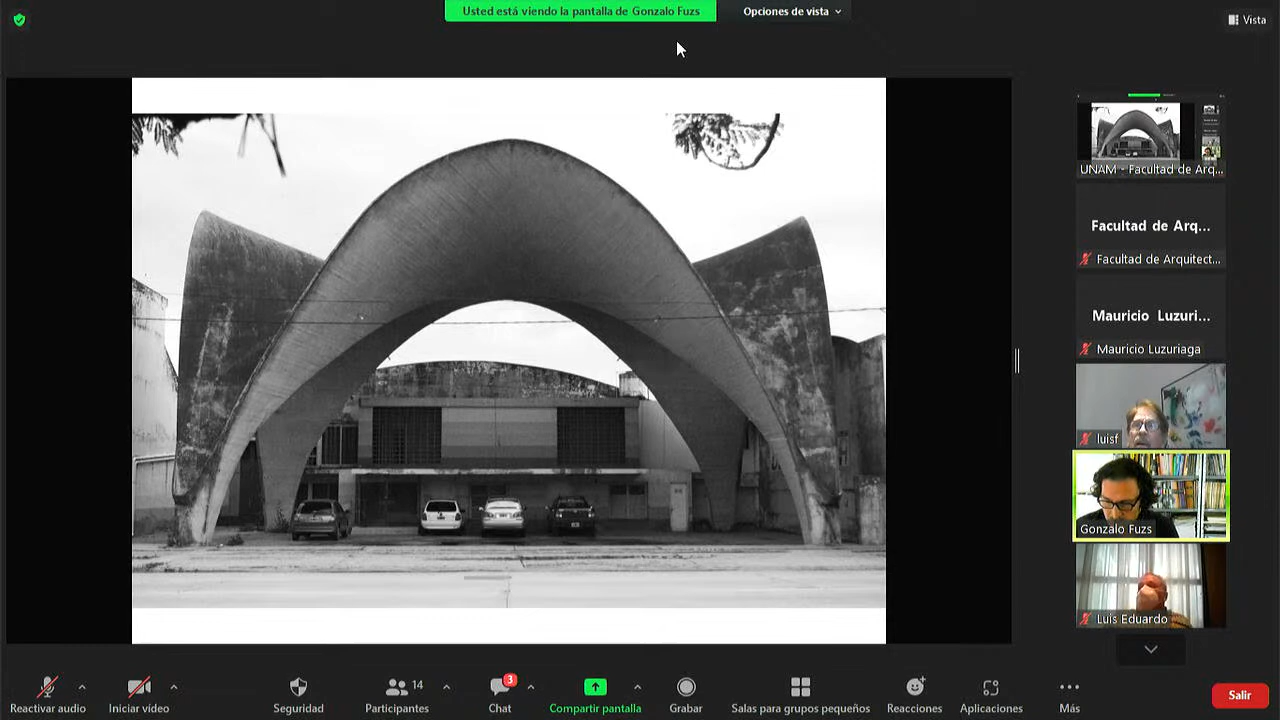 Usted está viendo la pantalla de Gonzalo Fuzs
Opciones de vista
Vista
UNAM - Facultad de Arq...
Facultad de Arq...
Facultad de Arquitect...
Mauricio Luzuri...
Mauricio Luzuriaga
luisf
Gonzalo Fuzs
Luis Eduardo
Reactivar audio
Iniciar vídeo
Seguridad
14
Participantes
3
Chat
Compartir pantalla
Grabar
Salas para grupos pequeños
Reacciones
Aplicaciones
Más
Salir